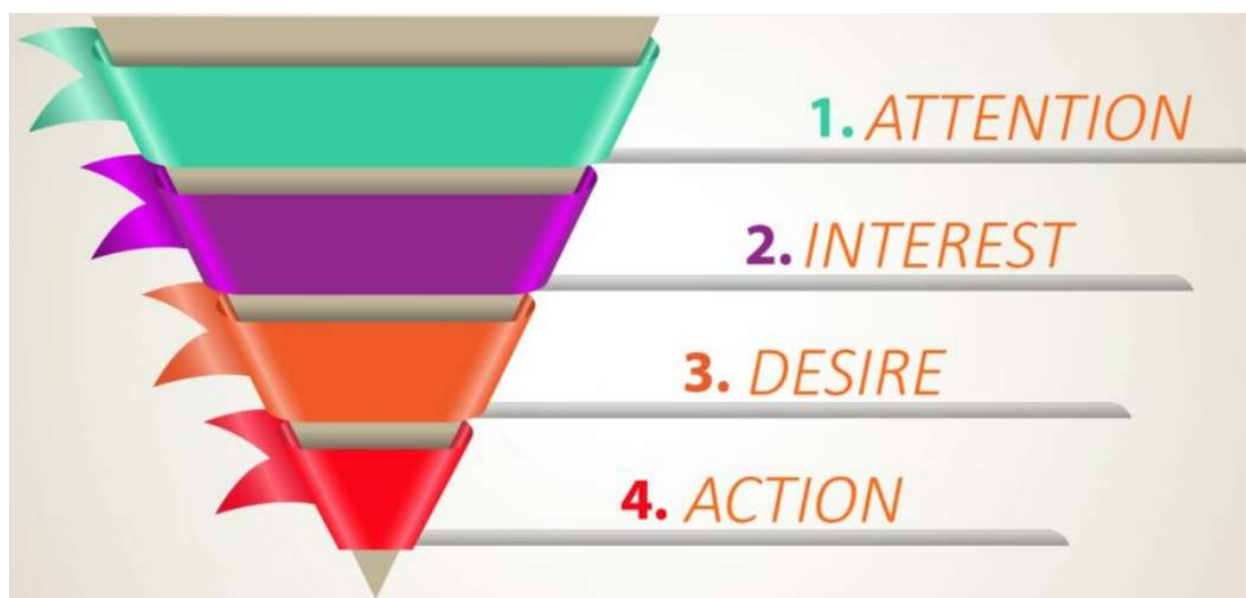 1. ATTENTION
2. INTEREST
3. DESIRE
4. ACTION